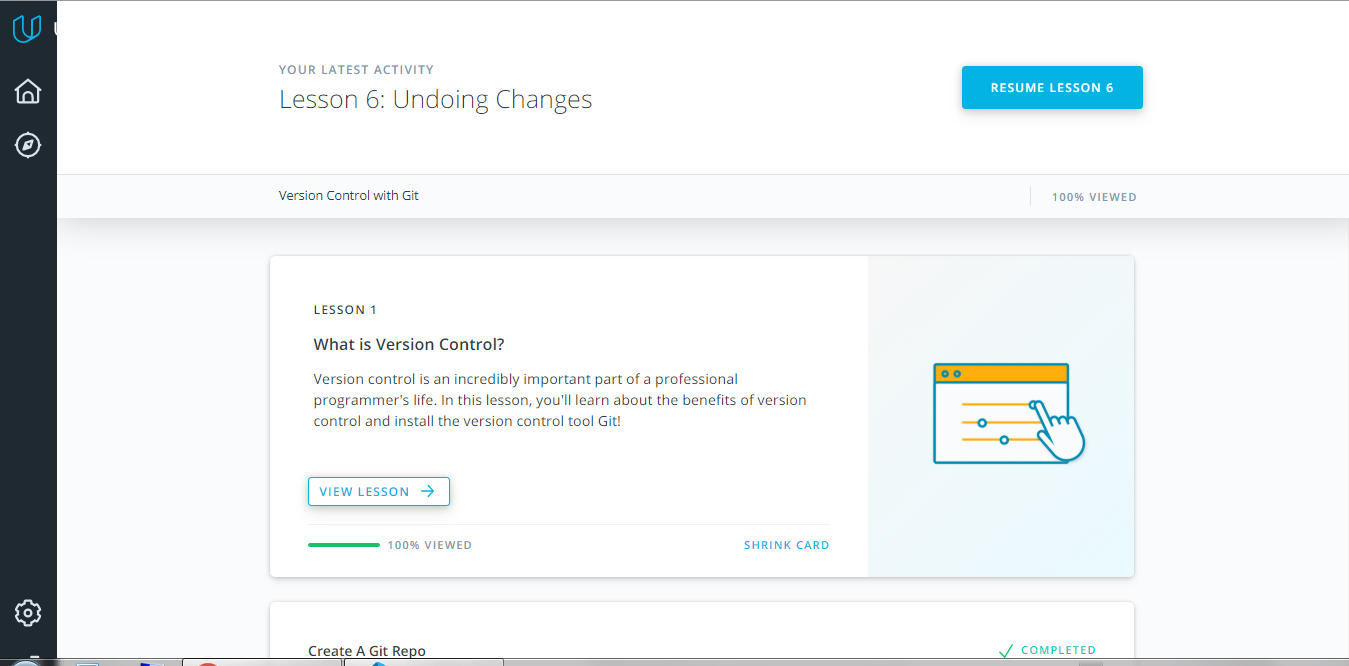 YOUR LATEST ACTIVITY
Lesson 6: Undoing Changes
RESUME LESSON 6
Version Control with Git
100% VIEWED
LESSON 1
What is Version Control?
Version control is an incredibly important part of a professional
programmer's life. In this lesson, you'll learn about the benefits of version
control and install the version control tool Git!
VIEW LESSON
100% VIEWED
SHRINK CARD
Create A Git Repo
COMPLETED